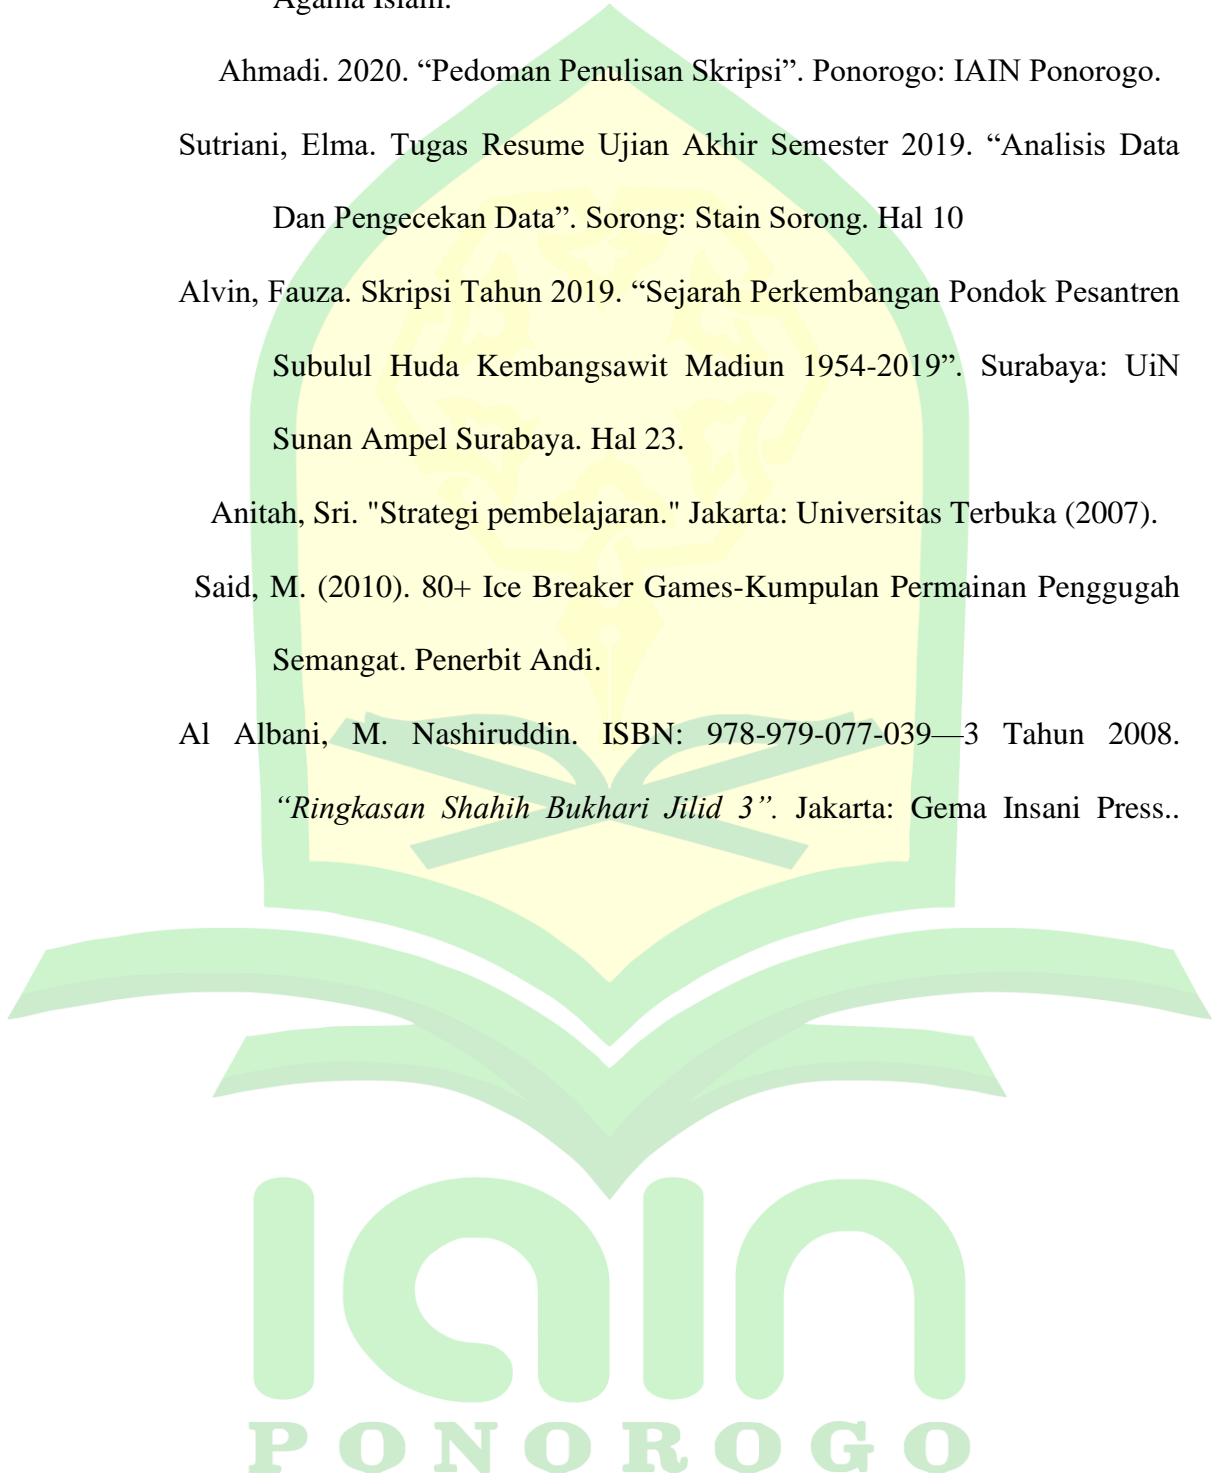 Agama Islam.
Ahmadi. 2020. “Pedoman Penulisan Skripsi”. Ponorogo: IAIN Ponorogo.
Sutriani, Elma. Tugas Resume Ujian Akhir Semester 2019. “Analisis Data
Dan Pengecekan Data”. Sorong: Stain Sorong. Hal 10
Alvin, Fauza. Skripsi Tahun 2019. “Sejarah Perkembangan Pondok Pesantren
Subulul Huda Kembangsawit Madiun 1954-2019”. Surabaya: UiN
Sunan Ampel Surabaya. Hal 23.
Anitah, Sri. "Strategi pembelajaran." Jakarta: Universitas Terbuka (2007).
Said, M. (2010). 80+ Ice Breaker Games-Kumpulan Permainan Penggugah
Semangat. Penerbit Andi.
Al Albani, M. Nashiruddin. ISBN: 978-979-077-039—3 Tahun 2008.
“Ringkasan Shahih Bukhari Jilid 3”. Jakarta: Gema Insani Press..
iain
PONOROGO